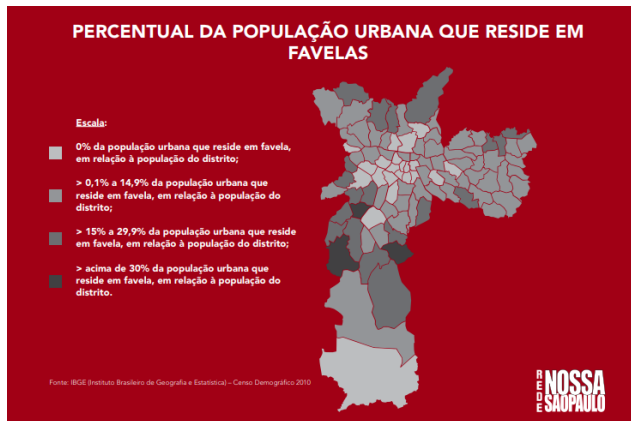 PERCENTUAL DA POPULAÇÃO URBANA QUE RESIDE EM
FAVELAS
Escala:
0% da população urbana que reside em favela,
em relação à população do distrito;
> 0,1% a 14,9% da população urbana que
reside em favela, em relação à população do
distrito;
> 15% a 29,9% da população urbana que reside
em favela, em relação à população do distrito;
> acima de 30% da população urbana que
reside em favela, em relação à população do
distrito.
Fonte: IBGE (Instituto Brasileiro de Geografia e Estatística) – Censo Demográfico 2010
REDE NOSSA
SÃOPAULO